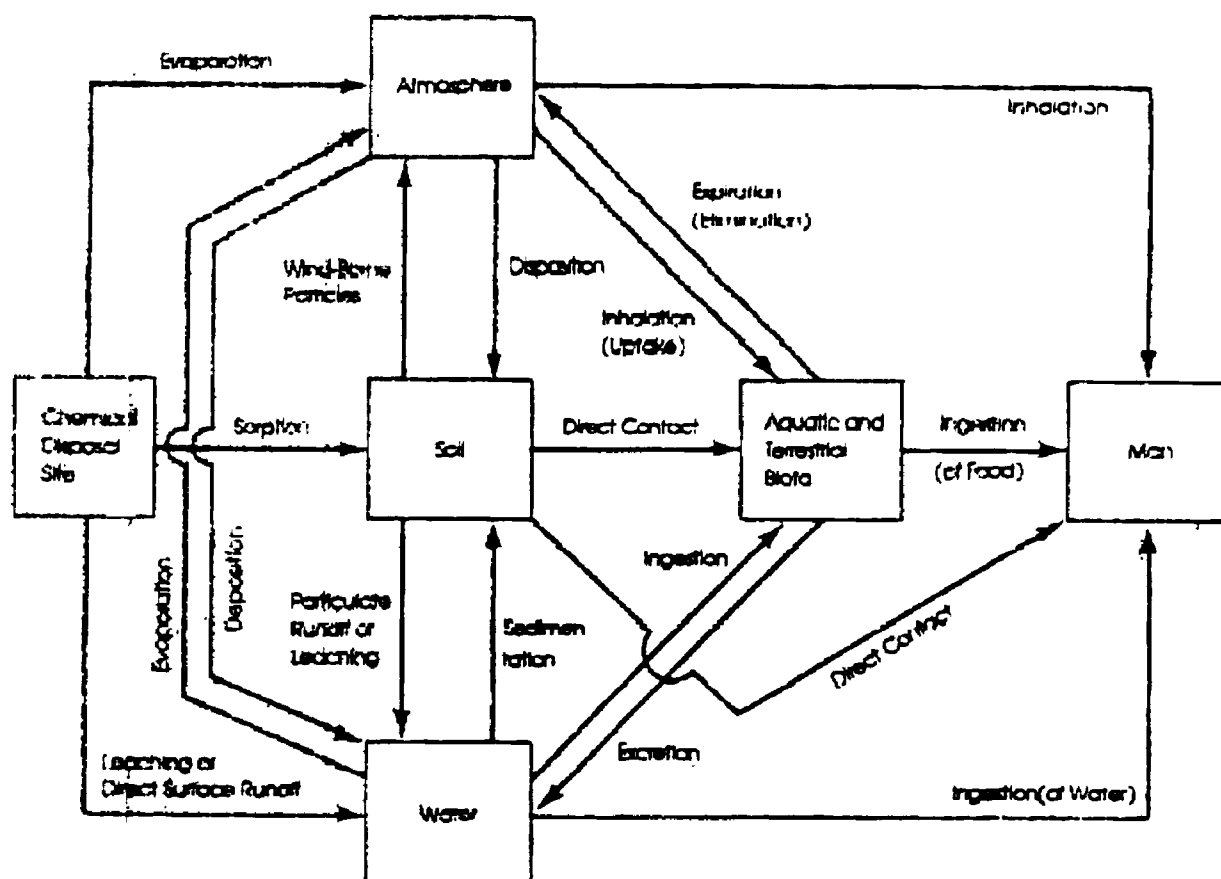 Evaporation
Atmosphere
Inhalation
Expiration
(Elimination)
Wind-Borne
Particles
Disposition
Inhalation
(Uptake)
Chemical
Disposal
Site
Sorption
Soil
Direct Contact
Aquatic and
Terrestrial
Biota
Ingestion
(of Food)
Man
Evaporation
Deposition
Particulate
Runoff or
Leaching
Sedimen
tation
Ingestion
Direct Contact
Excretion
Leaching or
Direct Surface Runoff
Water
Ingestion(of Water)